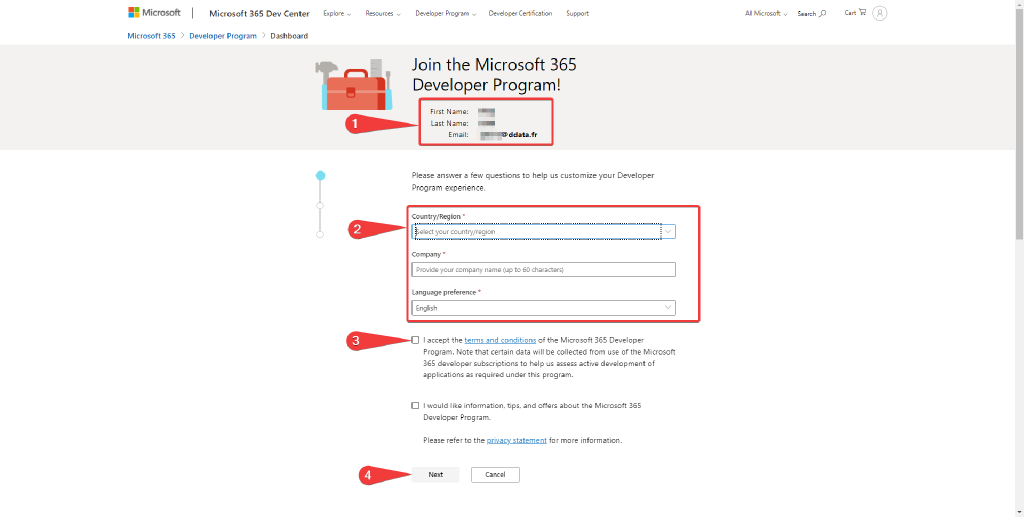 Microsoft | Microsoft 365 Dev Center Explore Resources Developer Program Developer Certification Support All Microsoft Search Cart
Microsoft 365 > Developer Program > Dashboard
Join the Microsoft 365
Developer Program!
First Name:
1 Last Name:
Email: @ddata.fr
Please answer a few questions to help us customize your Developer
Program experience.
Country/Region *
2 Select your country/region
Company *
Provide your company name (up to 60 characters)
Language preference *
English
3 I accept the terms and conditions of the Microsoft 365 Developer
Program. Note that certain data will be collected from use of the Microsoft
365 developer subscriptions to help us assess active development of
applications as required under this program.
I would like information, tips, and offers about the Microsoft 365
Developer Program.
Please refer to the privacy statement for more information.
4 Next Cancel